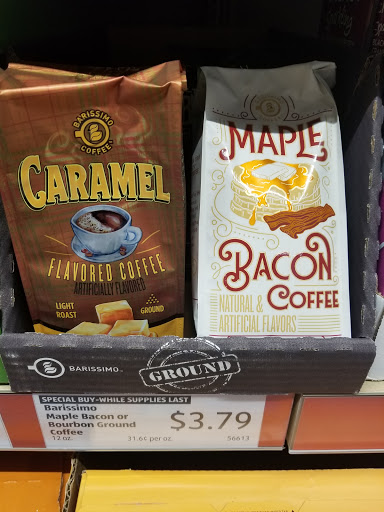 BARISSIMO
COFFEE
CARAMEL
FLAVORED COFFEE
ARTIFICIALLY FLAVORED
LIGHT
ROAST
GROUND
MAPLE
BACON
COFFEE
NATURAL &
ARTIFICIAL FLAVORS
BARISSIMO
GROUND
SPECIAL BUY-WHILE SUPPLIES LAST
Barissimo
Maple Bacon or
Bourbon Ground
Coffee
$3.79
12 oz.
31.6¢ per oz.
56613